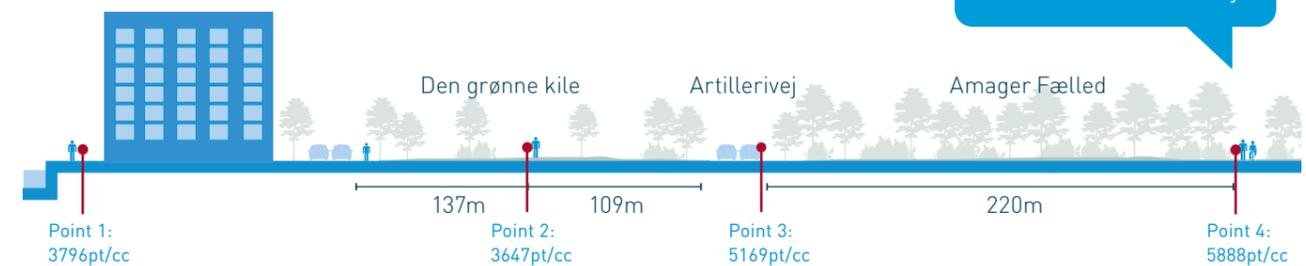 Den grønne kile
Artillerivej
Amager Fælled
137m
109m
220m
Point 1:
3796pt/cc
Point 2:
3647pt/cc
Point 3:
5169pt/cc
Point 4:
5888pt/cc